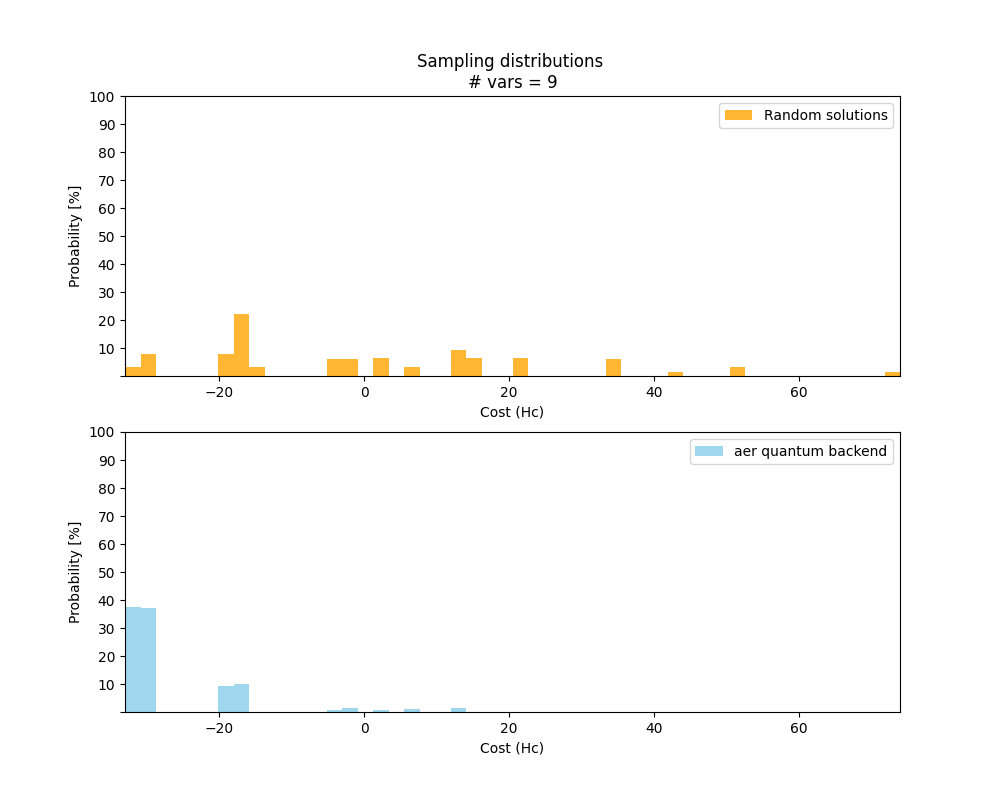 Sampling distributions
# vars = 9
100
90
80
70
60
50
40
30
20
10
Probability [%]
Random solutions
−20 0 20 40 60
Cost (Hc)
100
90
80
70
60
50
40
30
20
10
Probability [%]
aer quantum backend
−20 0 20 40 60
Cost (Hc)